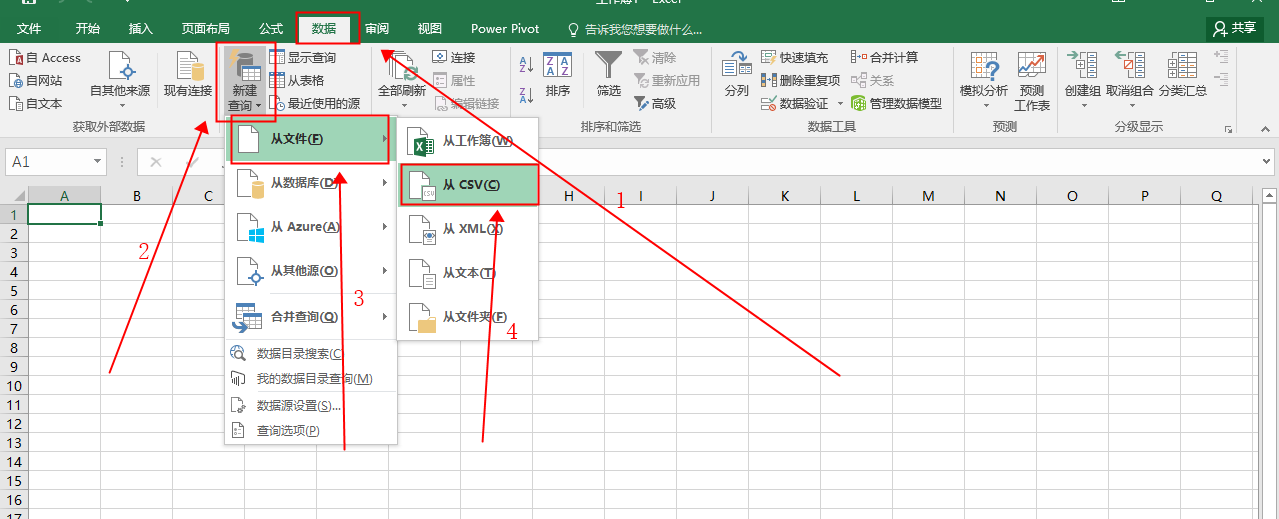 工作簿1 - Excel
文件 开始 插入 页面布局 公式 数据 审阅 视图 Power Pivot 告诉我您想要做什么... 共享
自 Access
自网站
自文本
自其他来源
现有连接
获取外部数据
新建
查询
显示查询
从表格
最近使用的源
全部刷新
连接
属性
编辑链接
排序
筛选
清除
重新应用
高级
排序和筛选
分列
快速填充
删除重复项
数据验证
合并计算
关系
管理数据模型
数据工具
模拟分析
预测
工作表
预测
创建组
取消组合
分类汇总
分级显示
从文件(F)
从数据库(D)
从 Azure(A)
从其他源(O)
合并查询(Q)
数据目录搜索(C
我的数据目录查询(M)
数据源设置(S)...
查询选项(P)
从工作簿(W)
从 CSV(C)
CSV
从 XML(X)
从文本(T)
从文件夹(F)
A1
A B C H I J K L M N O P Q
1
2
3
4
5
6
7
8
9
10
11
12
13
14
15
16
1
2
3
4